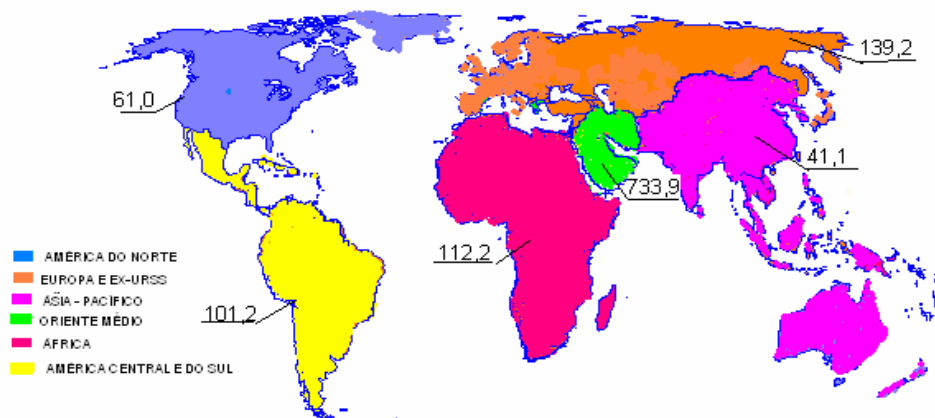 139,2
61,0
41,1
733,9
112,2
101,2
AMÉRICA DO NORTE
EUROPA E EX-URSS
ÁSIA - PACÍFICO
ORIENTE MÉDIO
ÁFRICA
AMÉRICA CENTRAL E DO SUL